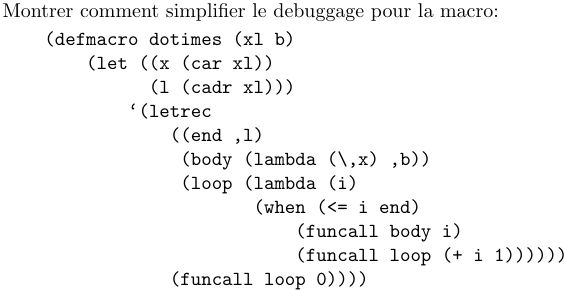 Montrer comment simplifier le debuggage pour la macro:
(defmacro dotimes (xl b)
(let ((x (car xl))
(l (cadr xl)))
‘(letrec
((end ,l)
(body (lambda (\,x) ,b))
(loop (lambda (i)
(when (<= i end)
(funcall body i)
(funcall loop (+ i 1))))))
(funcall loop 0))))